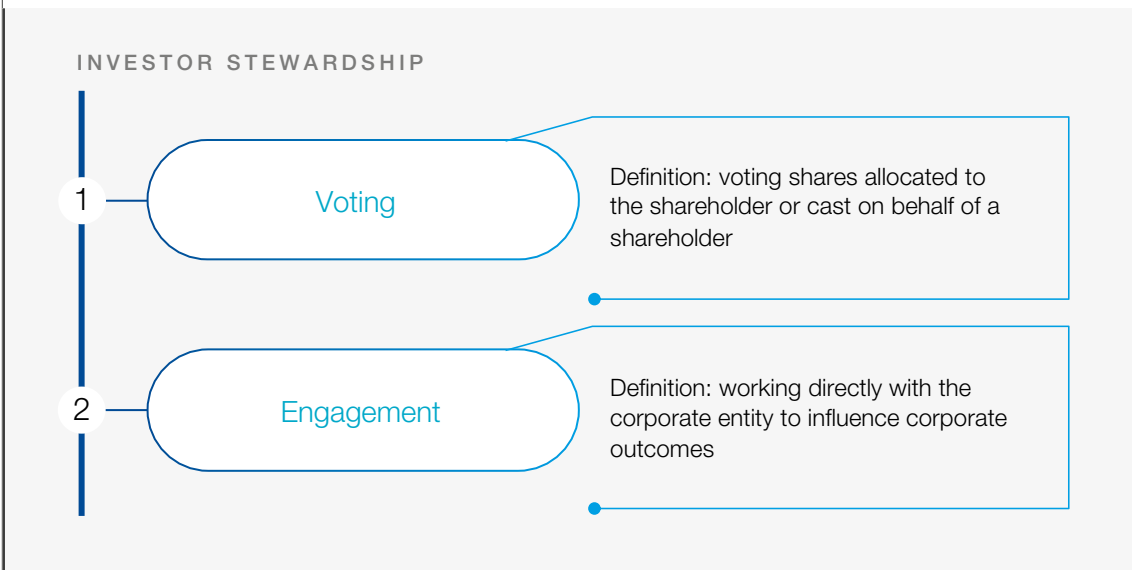 INVESTOR STEWARDSHIP
1
Voting
Definition: voting shares allocated to
the shareholder or cast on behalf of a
shareholder
2
Engagement
Definition: working directly with the
corporate entity to influence corporate
outcomes